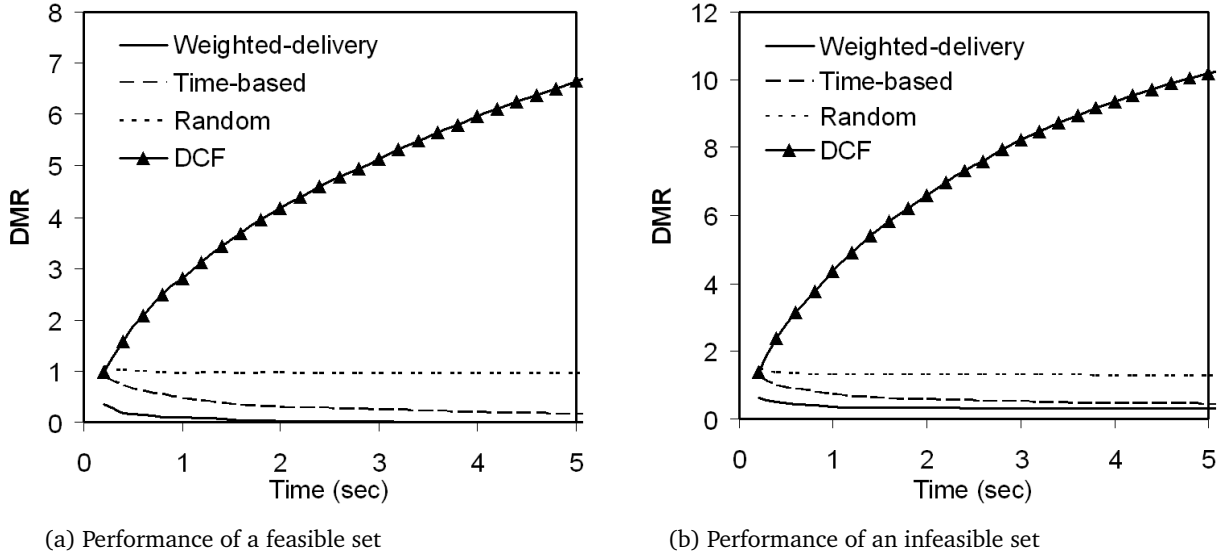 8
7
6
5
4
3
2
1
0
DMR
Weighted-delivery
Time-based
Random
DCF
0 1 2 3 4 5
Time (sec)
(a) Performance of a feasible set
12
10
8
6
4
2
0
DMR
Weighted-delivery
Time-based
Random
DCF
0 1 2 3 4 5
Time (sec)
(b) Performance of an infeasible set